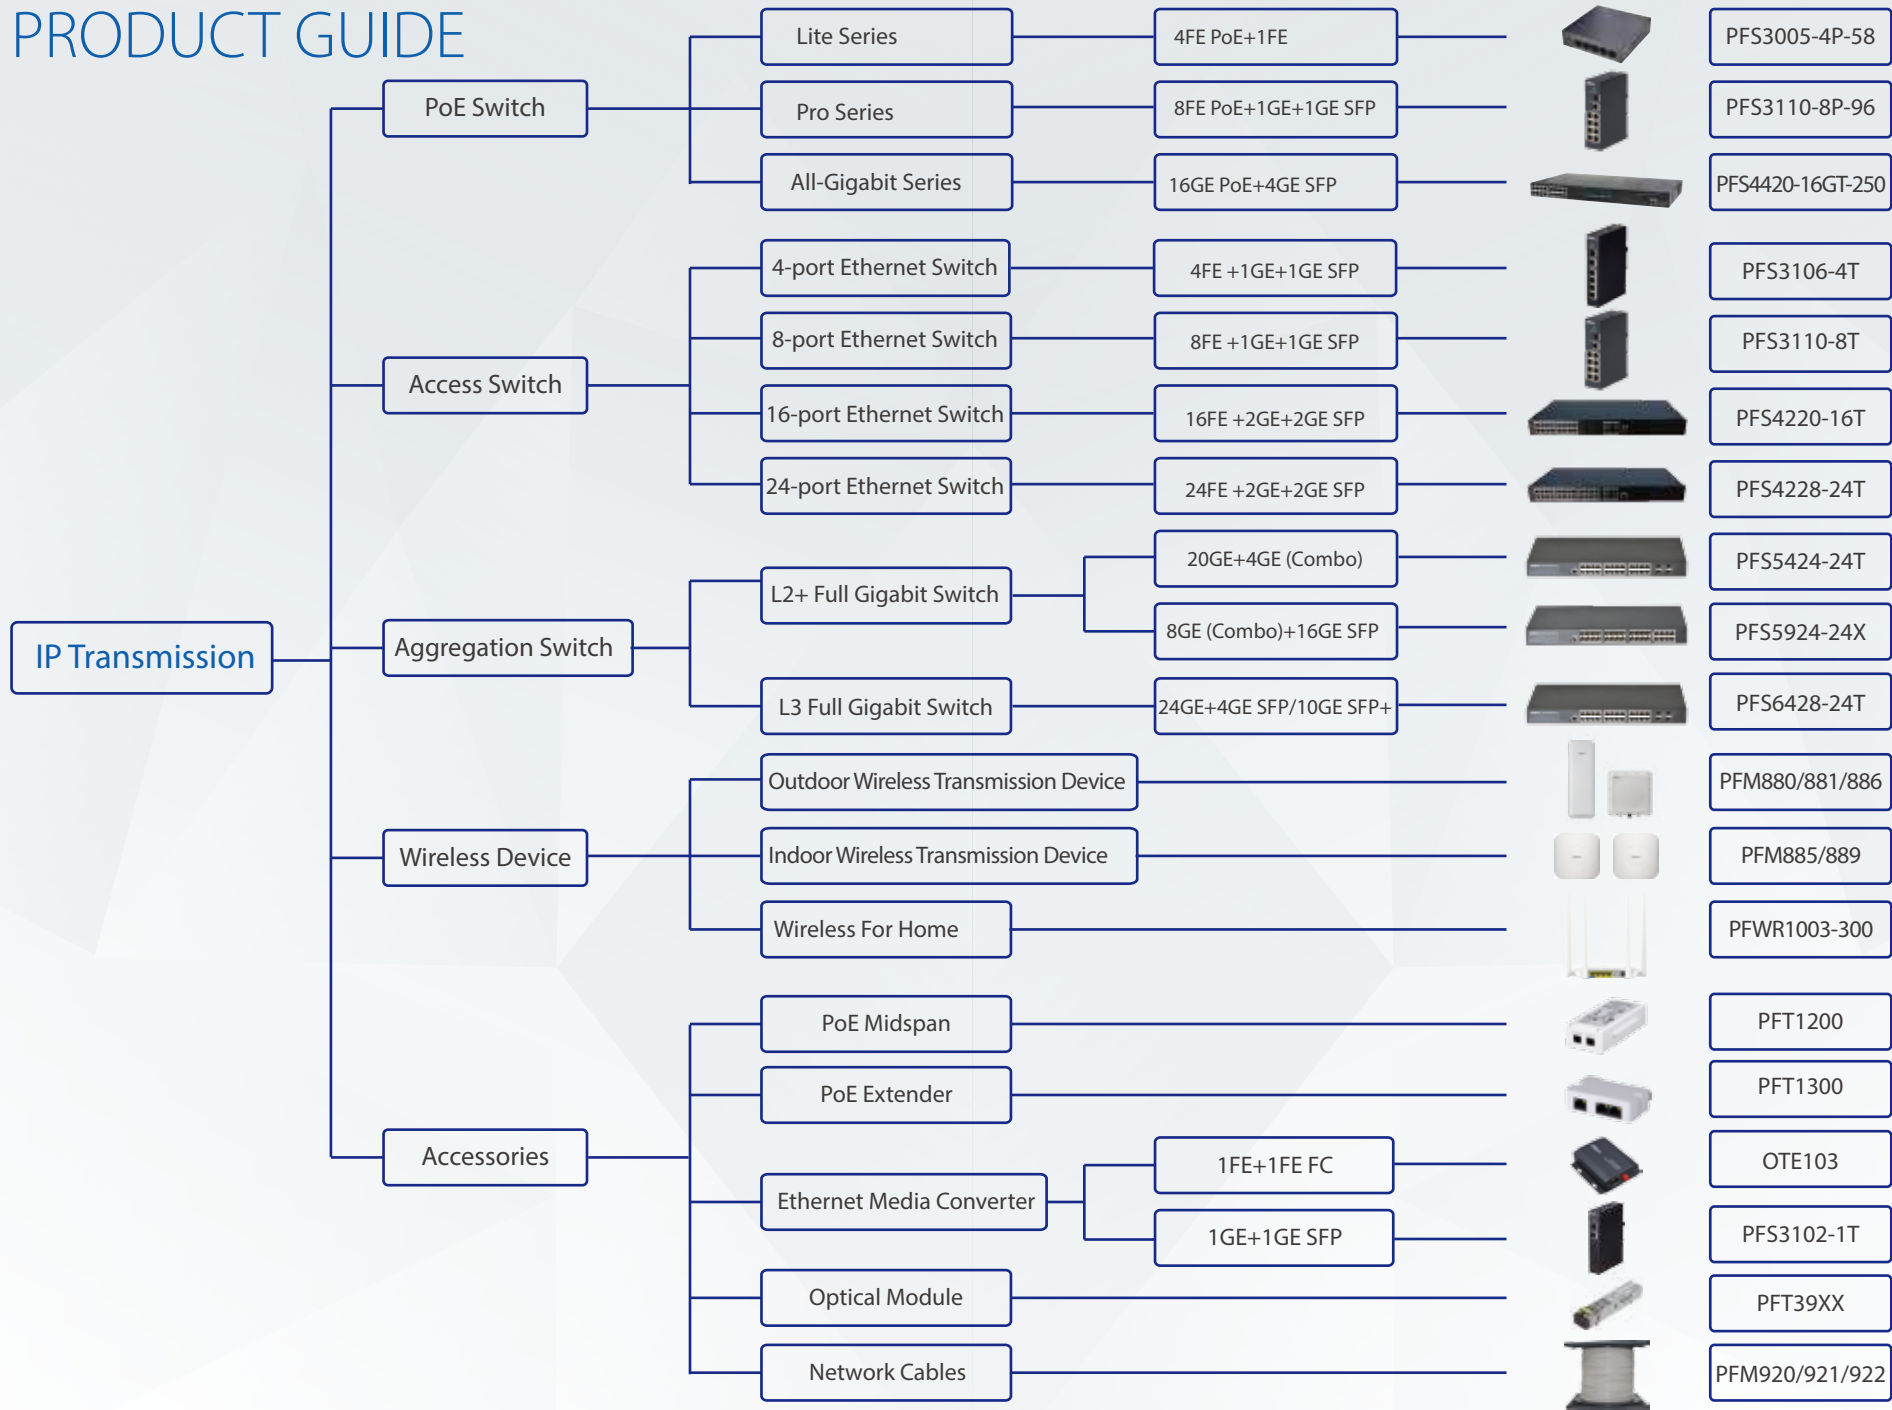 PRODUCT GUIDE
IP Transmission
PoE Switch
Lite Series
4FE PoE+1FE
PFS3005-4P-58
Pro Series
8FE PoE+1GE+1GE SFP
PFS3110-8P-96
All-Gigabit Series
16GE PoE+4GE SFP
PFS4420-16GT-250
Access Switch
4-port Ethernet Switch
4FE +1GE+1GE SFP
PFS3106-4T
8-port Ethernet Switch
8FE +1GE+1GE SFP
PFS3110-8T
16-port Ethernet Switch
16FE +2GE+2GE SFP
PFS4220-16T
24-port Ethernet Switch
24FE +2GE+2GE SFP
PFS4228-24T
Aggregation Switch
L2+ Full Gigabit Switch
20GE+4GE (Combo)
PFS5424-24T
8GE (Combo)+16GE SFP
PFS5924-24X
L3 Full Gigabit Switch
24GE+4GE SFP/10GE SFP+
PFS6428-24T
Wireless Device
Outdoor Wireless Transmission Device
PFM880/881/886
Indoor Wireless Transmission Device
PFM885/889
Wireless For Home
PFWR1003-300
Accessories
PoE Midspan
PFT1200
PoE Extender
PFT1300
Ethernet Media Converter
1FE+1FE FC
OTE103
1GE+1GE SFP
PFS3102-1T
Optical Module
PFT39XX
Network Cables
PFM920/921/922